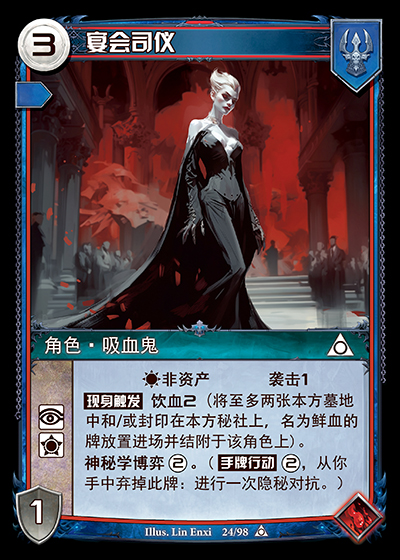 3 宴会司仪
角色·吸血鬼
非资产 袭击1
现身触发 饮血2（将至多两张本方墓地
中和/或封印在本方秘社上，名为鲜血的
牌放置进场并结附于该角色上）。
神秘学博弈②。（手牌行动 ②，从你
手中弃掉此牌：进行一次隐秘对抗。）
1
Illus. Lin Enxi 24/98